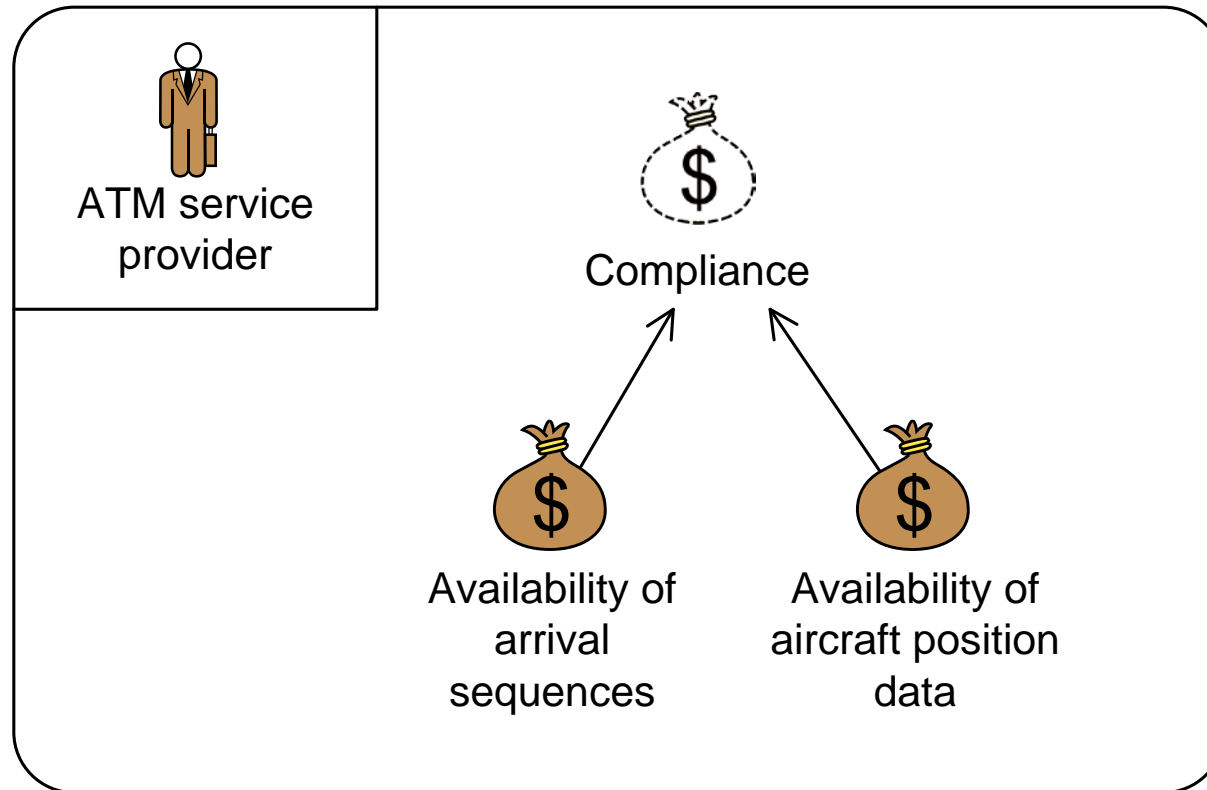 ATM service
provider
$
Compliance
$
$
Availability of
arrival
sequences
Availability of
aircraft position
data